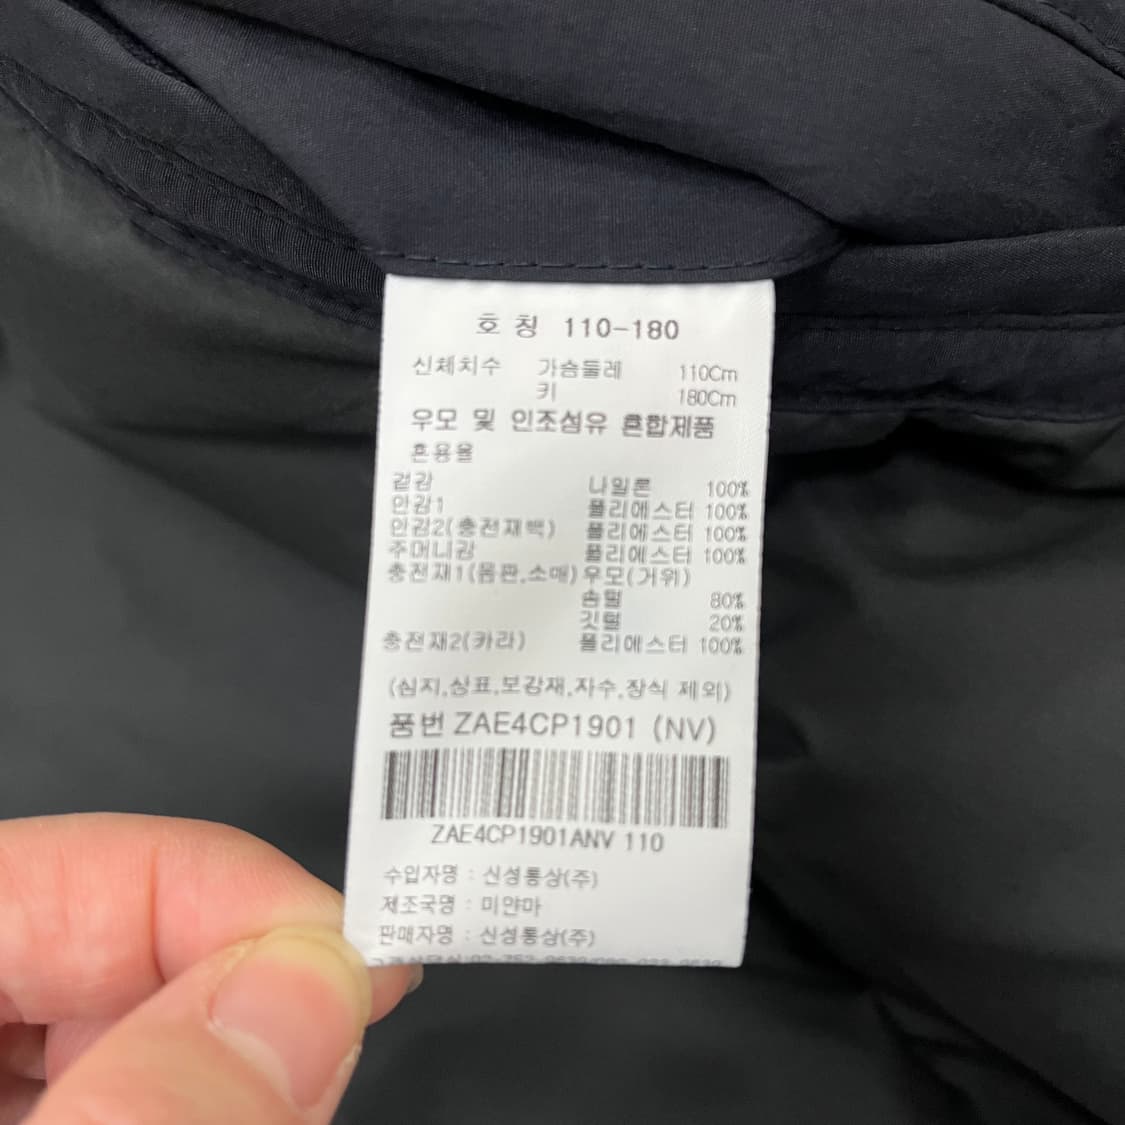 호 칭 110-180
신체치수 가슴둘레 110Cm
키 180Cm
우모 및 인조섬유 혼합제품
혼용율
겉감 나일론 100%
안감1 폴리에스터 100%
안감2(충전재백) 폴리에스터 100%
주머니감 폴리에스터 100%
충전재1(몸판,소매) 우모(거위)
솜털 80%
깃털 20%
충전재2(카라) 폴리에스터 100%
(심지,상표,보강재,자수,장식 제외)
품번 ZAE4CP1901 (NV)
ZAE4CP1901ANV 110
수입자명 : 신성통상(주)
제조국명 : 미얀마
판매자명 : 신성통상(주)